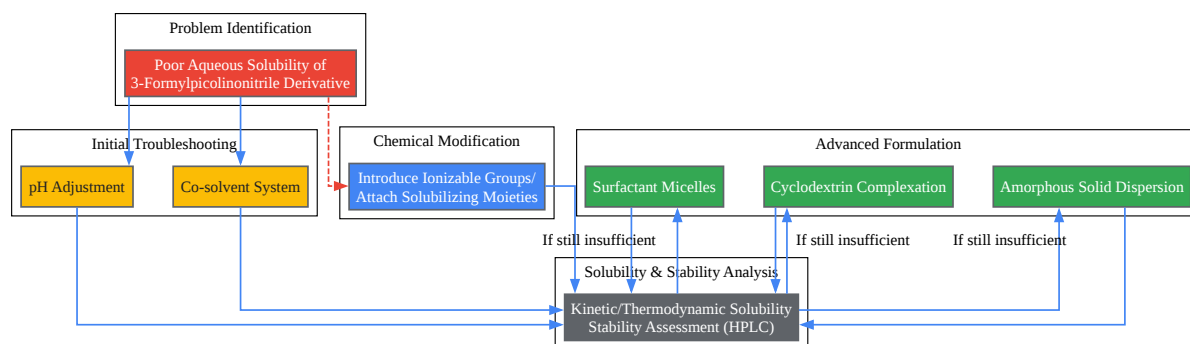 Problem Identification
Poor Aqueous Solubility of
3-Formylpicolinonitrile Derivative
Initial Troubleshooting
pH Adjustment
Co-solvent System
Chemical Modification
Introduce Ionizable Groups/
Attach Solubilizing Moieties
Advanced Formulation
Surfactant Micelles
Cyclodextrin Complexation
Amorphous Solid Dispersion
If still insufficient
If still insufficient
If still insufficient
Solubility & Stability Analysis
Kinetic/Thermodynamic Solubility
Stability Assessment (HPLC)